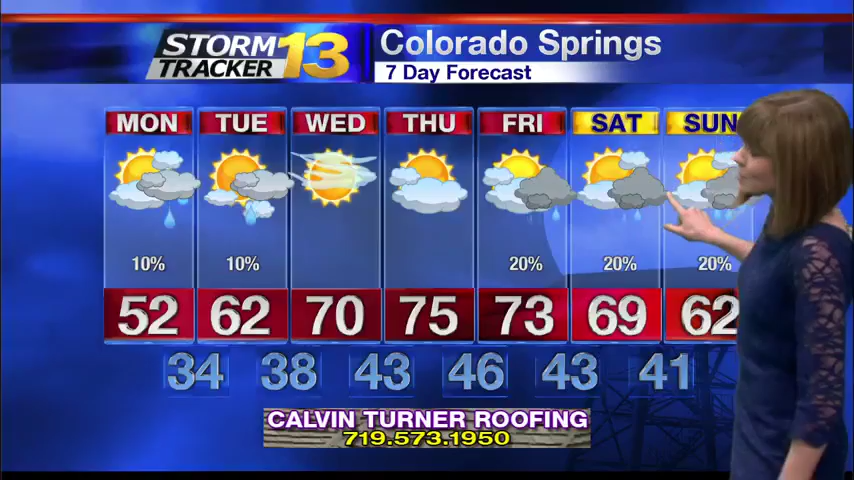 STORM
TRACKER 13
Colorado Springs
7 Day Forecast
MON TUE WED THU FRI SAT SUN
10% 10% 20% 20% 20%
52 62 70 75 73 69 62
34 38 43 46 43 41
CALVIN TURNER ROOFING
719.573.1950